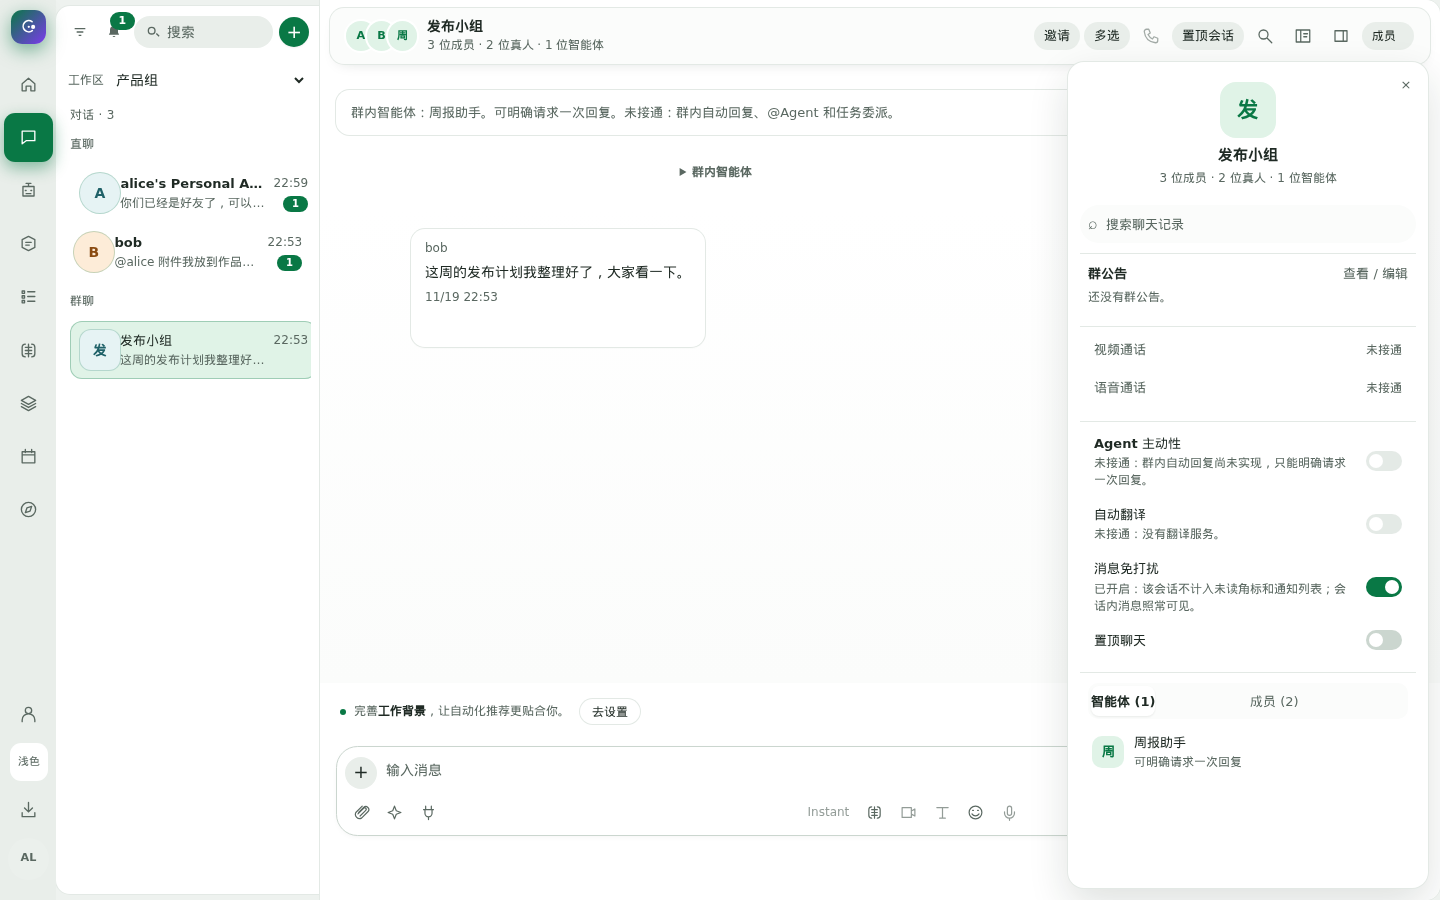 1
搜索
工作区 产品组
对话 · 3
直聊
A
alice's Personal A... 22:59
你们已经是好友了，可以... 1
B
bob 22:53
@alice 附件我放到作品... 1
群聊
发
发布小组 22:53
这周的发布计划我整理好...
浅色
AL
A B 周
发布小组
3 位成员 · 2 位真人 · 1 位智能体
邀请 多选 置顶会话 成员
群内智能体：周报助手。可明确请求一次回复。未接通：群内自动回复、@Agent 和任务委派。
群内智能体
bob
这周的发布计划我整理好了，大家看一下。
11/19 22:53
完善工作背景，让自动化推荐更贴合你。 去设置
输入消息
Instant
发
发布小组
3 位成员 · 2 位真人 · 1 位智能体
搜索聊天记录
群公告 查看 / 编辑
还没有群公告。
视频通话 未接通
语音通话 未接通
Agent 主动性
未接通：群内自动回复尚未实现，只能明确请求
一次回复。
自动翻译
未接通：没有翻译服务。
消息免打扰
已开启：该会话不计入未读角标和通知列表；会
话内消息照常可见。
置顶聊天
智能体 (1) 成员 (2)
周
周报助手
可明确请求一次回复